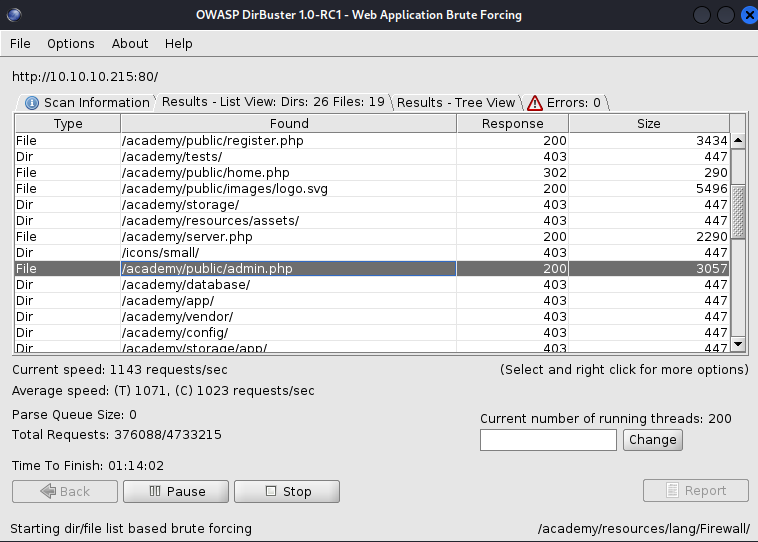 OWASP DirBuster 1.0-RC1 - Web Application Brute Forcing
File Options About Help
http://10.10.10.215:80/
Scan Information Results - List View: Dirs: 26 Files: 19 Results - Tree View Errors: 0
Type Found Response Size
File /academy/public/register.php 200 3434
Dir /academy/tests/ 403 447
File /academy/public/home.php 302 290
File /academy/public/images/logo.svg 200 5496
Dir /academy/storage/ 403 447
Dir /academy/resources/assets/ 403 447
File /academy/server.php 200 2290
Dir /icons/small/ 403 447
File /academy/public/admin.php 200 3057
Dir /academy/database/ 403 447
Dir /academy/app/ 403 447
Dir /academy/vendor/ 403 447
Dir /academy/config/ 403 447
Dir /academy/storage/app/ 403 447
Current speed: 1143 requests/sec (Select and right click for more options)
Average speed: (T) 1071, (C) 1023 requests/sec
Parse Queue Size: 0
Current number of running threads: 200
Total Requests: 376088/4733215
Change
Time To Finish: 01:14:02
Back Pause Stop Report
Starting dir/file list based brute forcing /academy/resources/lang/Firewall/